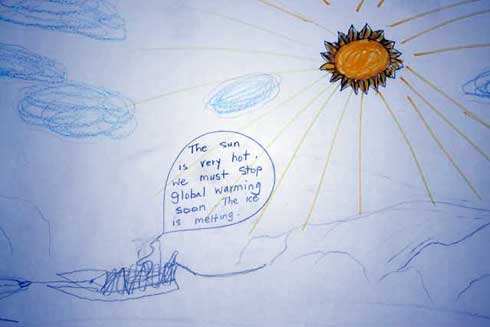 The sun
is very hot.
we must stop
global warming
soon. The ice
is melting.